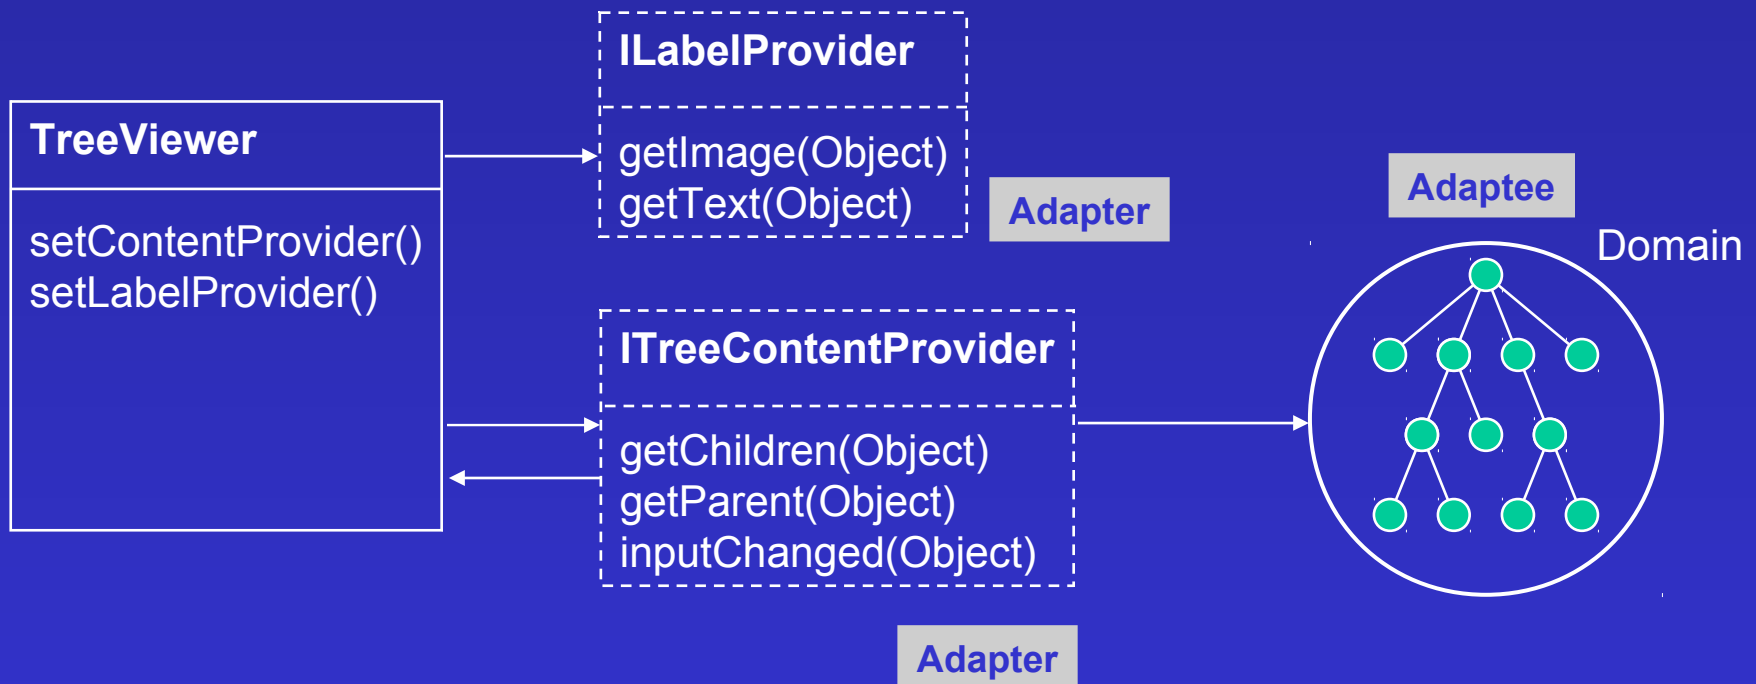 TreeViewer
setContentProvider()
setLabelProvider()
ILabelProvider
getImage(Object)
getText(Object)
Adapter
ITreeContentProvider
getChildren(Object)
getParent(Object)
inputChanged(Object)
Adapter
Adaptee
Domain